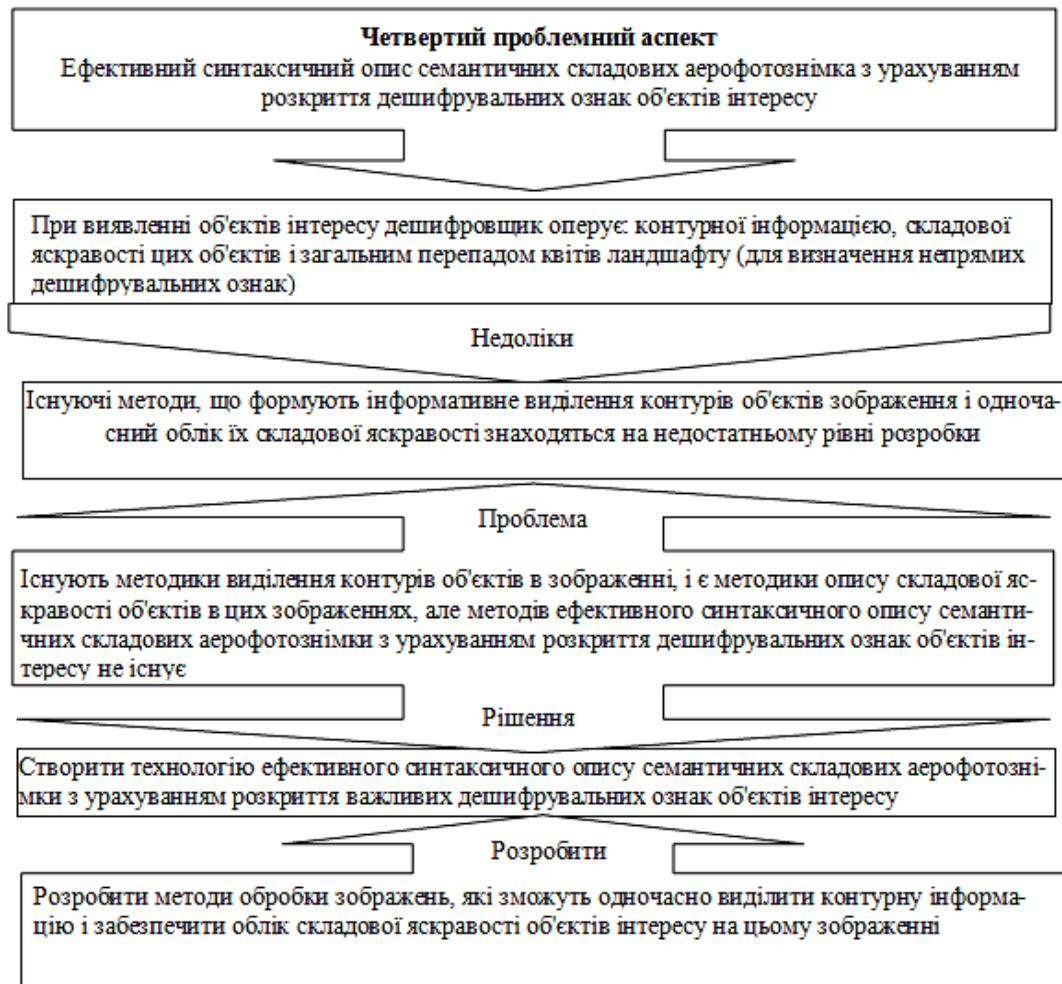 Четвертий проблемний аспект
Ефективний синтаксичний опис семантичних складових аерофотознімка з урахуванням
розкриття дешифрувальних ознак об'єктів інтересу
При виявленні об'єктів інтересу дешифровщик оперує: контурної інформацією, складової
яскравості цих об'єктів і загальним перепадом квітів ландшафту (для визначення непрямих
дешифрувальних ознак)
Недоліки
Існуючі методи, що формують інформативне виділення контурів об'єктів зображення і одноча-
сний облік їх складової яскравості знаходяться на недостатньому рівні розробки
Проблема
Існують методики виділення контурів об'єктів в зображенні, і є методики опису складової яс-
кравості об'єктів в цих зображеннях, але методів ефективного синтаксичного опису семанти-
чних складових аерофотознімки з урахуванням розкриття дешифрувальних ознак об'єктів ін-
тересу не існує
Рішення
Створити технологію ефективного синтаксичного опису семантичних складових аерофотозні-
мки з урахуванням розкриття важливих дешифрувальних ознак об'єктів інтересу
Розробити
Розробити методи обробки зображень, які зможуть одночасно виділити контурну інформа-
цію і забезпечити облік складової яскравості об'єктів інтересу на цьому зображенні